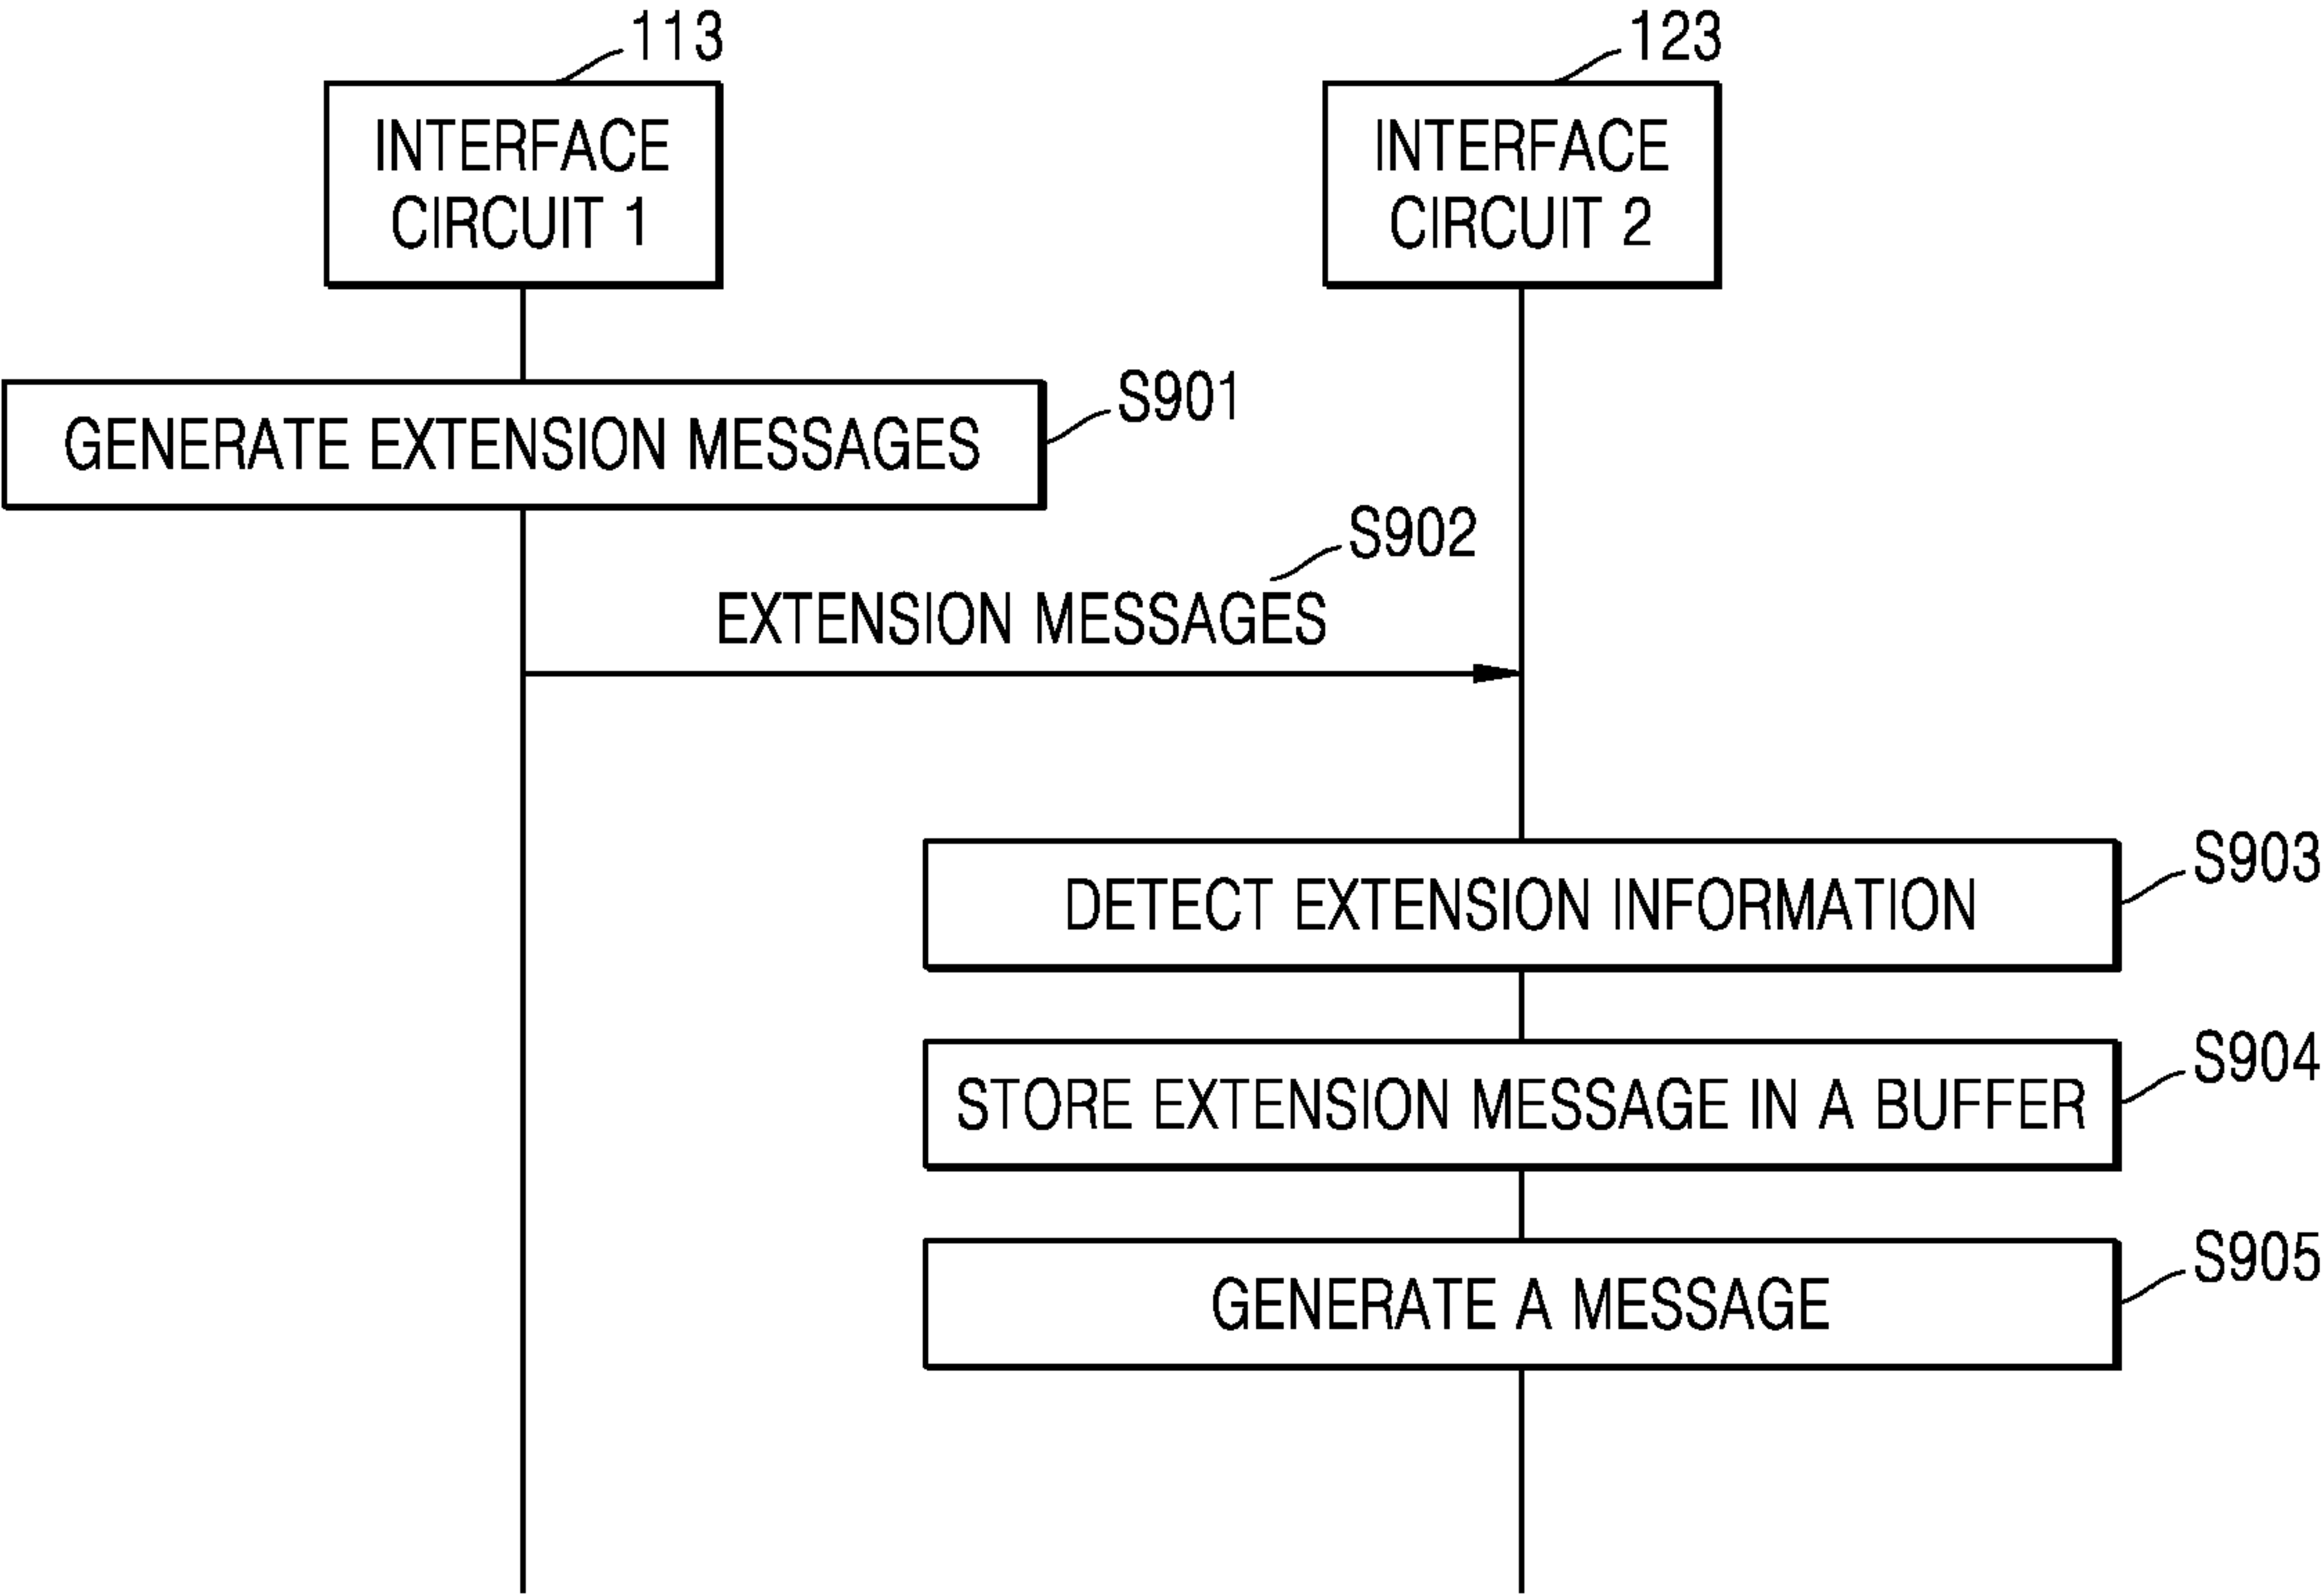 113
123
INTERFACE
CIRCUIT 1
INTERFACE
CIRCUIT 2
S901
GENERATE EXTENSION MESSAGES
S902
EXTENSION MESSAGES
S903
DETECT EXTENSION INFORMATION
S904
STORE EXTENSION MESSAGE IN A BUFFER
S905
GENERATE A MESSAGE